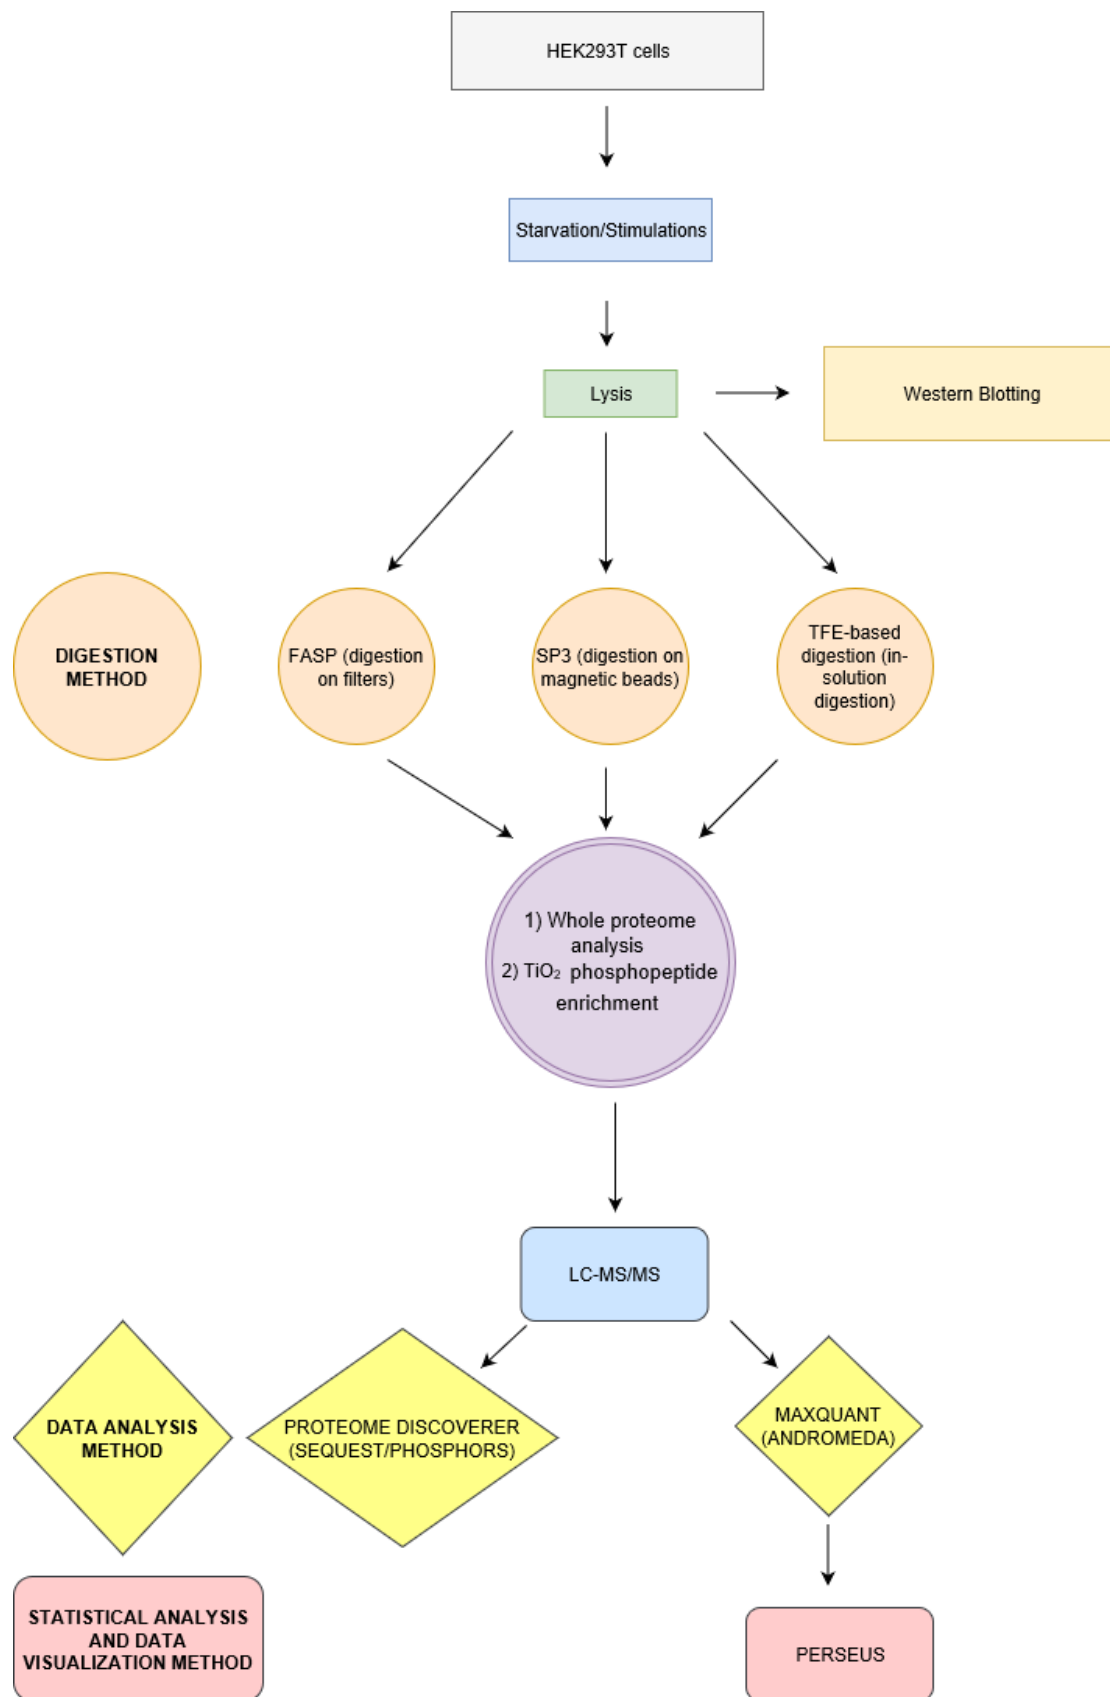 HEK293T cells
Starvation/Stimulations
Lysis
Western Blotting
DIGESTION
METHOD
FASP (digestion
on filters)
SP3 (digestion on
magnetic beads)
TFE-based
digestion (in-
solution
digestion)
1) Whole proteome
analysis
2) TiO₂ phosphopeptide
enrichment
LC-MS/MS
DATA ANALYSIS
METHOD
PROTEOME DISCOVERER
(SEQUEST/PHOSPHORS)
MAXQUANT
(ANDROMEDA)
STATISTICAL ANALYSIS
AND DATA
VISUALIZATION METHOD
PERSEUS